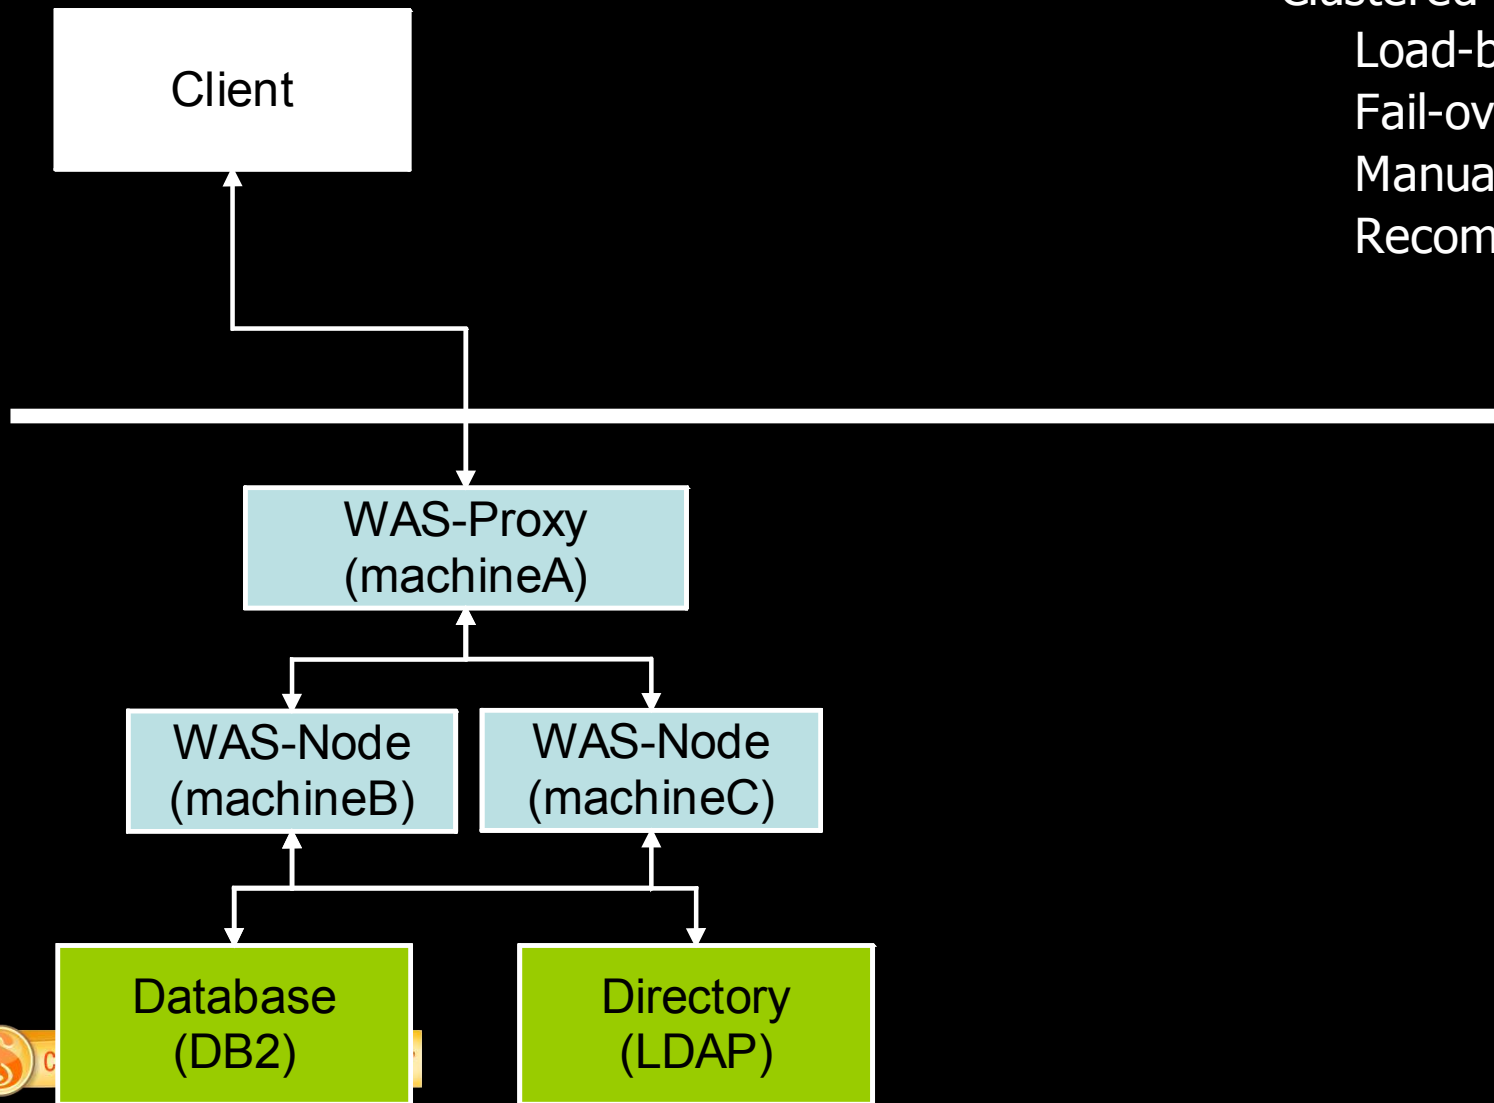 Clustered
Load-b
Fail-ov
Manua
Recom
Client
WAS-Proxy
(machineA)
WAS-Node
(machineB)
WAS-Node
(machineC)
Database
(DB2)
Directory
(LDAP)
C